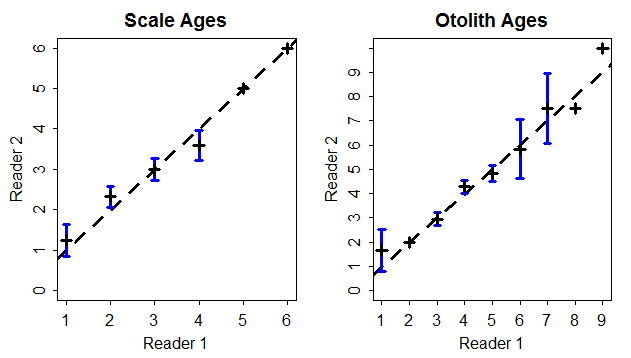 Scale Ages
Reader 2
6
5
4
3
2
1
0
1 2 3 4 5 6
Reader 1
Otolith Ages
Reader 2
9
8
7
6
5
4
3
2
1
0
1 2 3 4 5 6 7 8 9
Reader 1